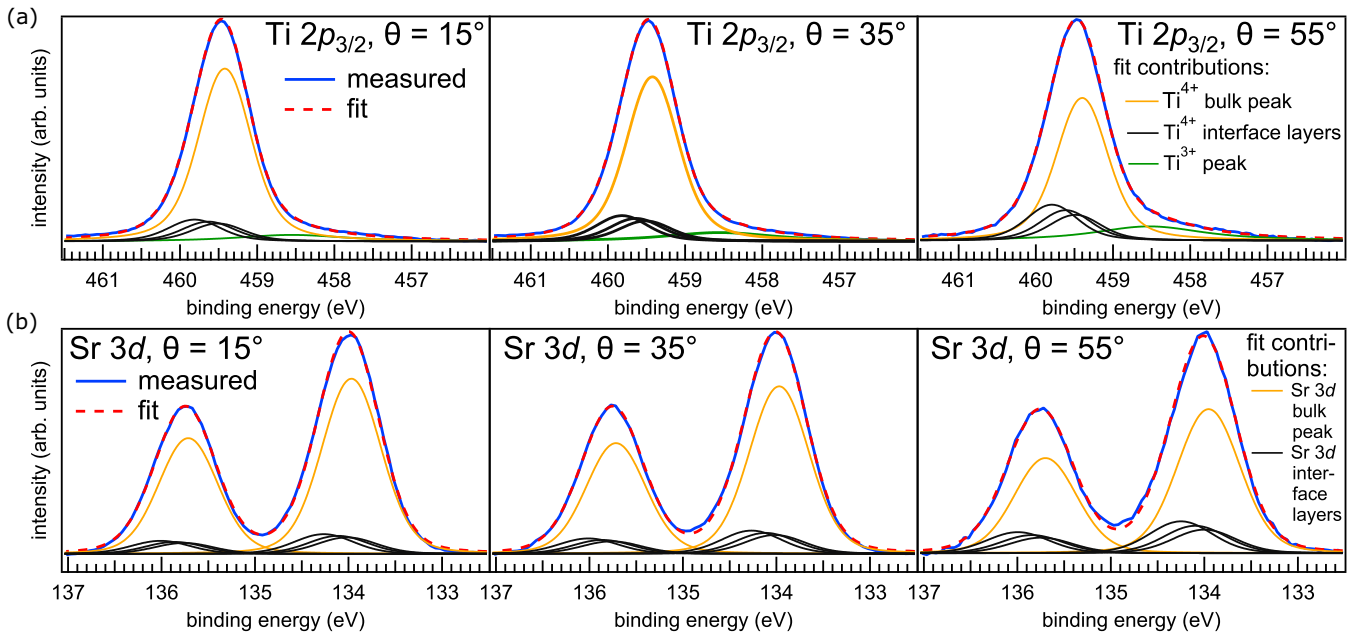 (a)
Ti 2p3/2, θ = 15°
measured
fit
Ti 2p3/2, θ = 35°
Ti 2p3/2, θ = 55°
fit contributions:
Ti4+ bulk peak
Ti4+ interface layers
Ti3+ peak
intensity (arb. units)
461 460 459 458 457
461 460 459 458 457
461 460 459 458 457
binding energy (eV)
binding energy (eV)
binding energy (eV)
(b)
Sr 3d, θ = 15°
measured
fit
Sr 3d, θ = 35°
Sr 3d, θ = 55°
fit contri-
butions:
Sr 3d
bulk
peak
Sr 3d
inter-
face
layers
intensity (arb. units)
137 136 135 134 133
137 136 135 134 133
137 136 135 134 133
binding energy (eV)
binding energy (eV)
binding energy (eV)